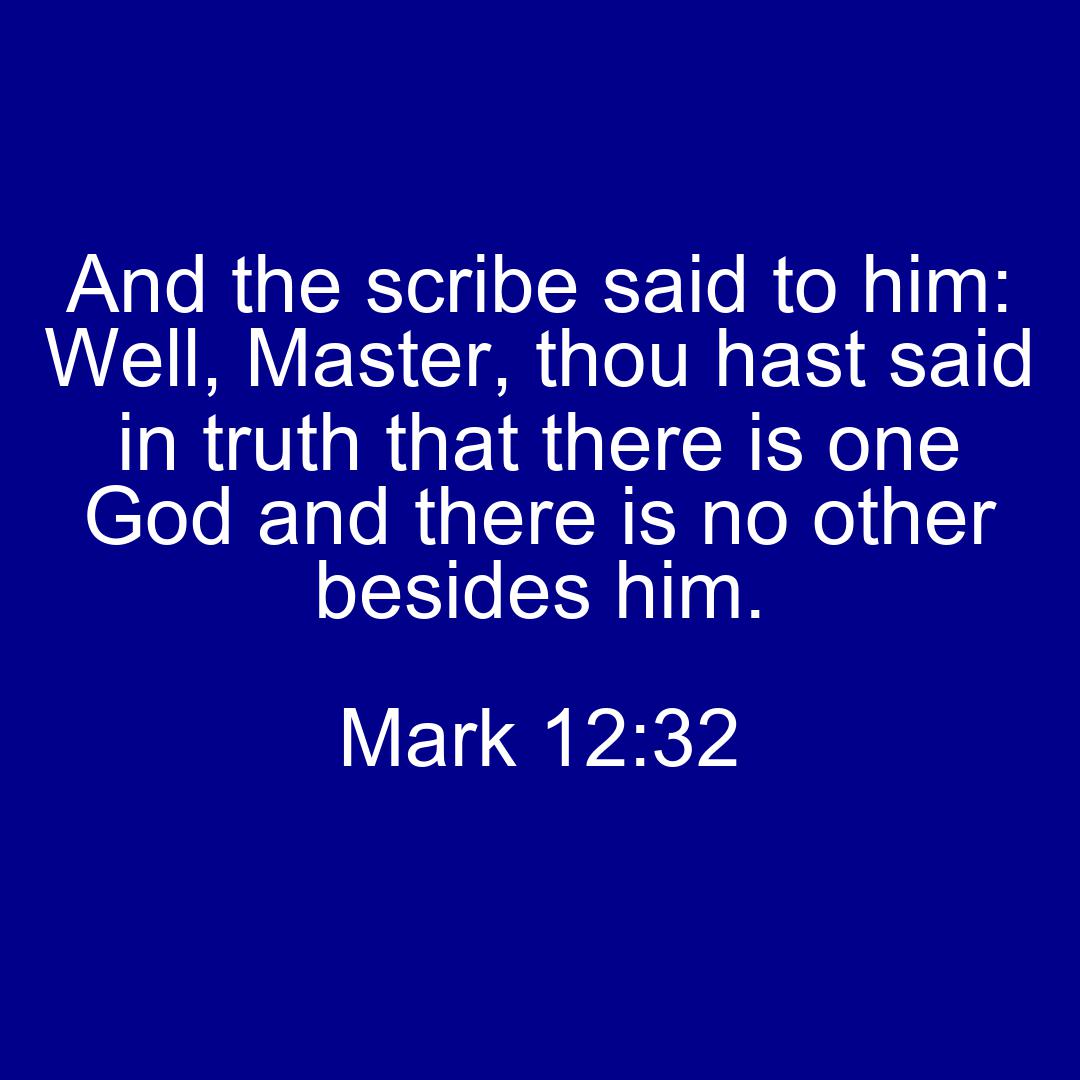 And the scribe said to him:
Well, Master, thou hast said
in truth that there is one
God and there is no other
besides him.
Mark 12:32